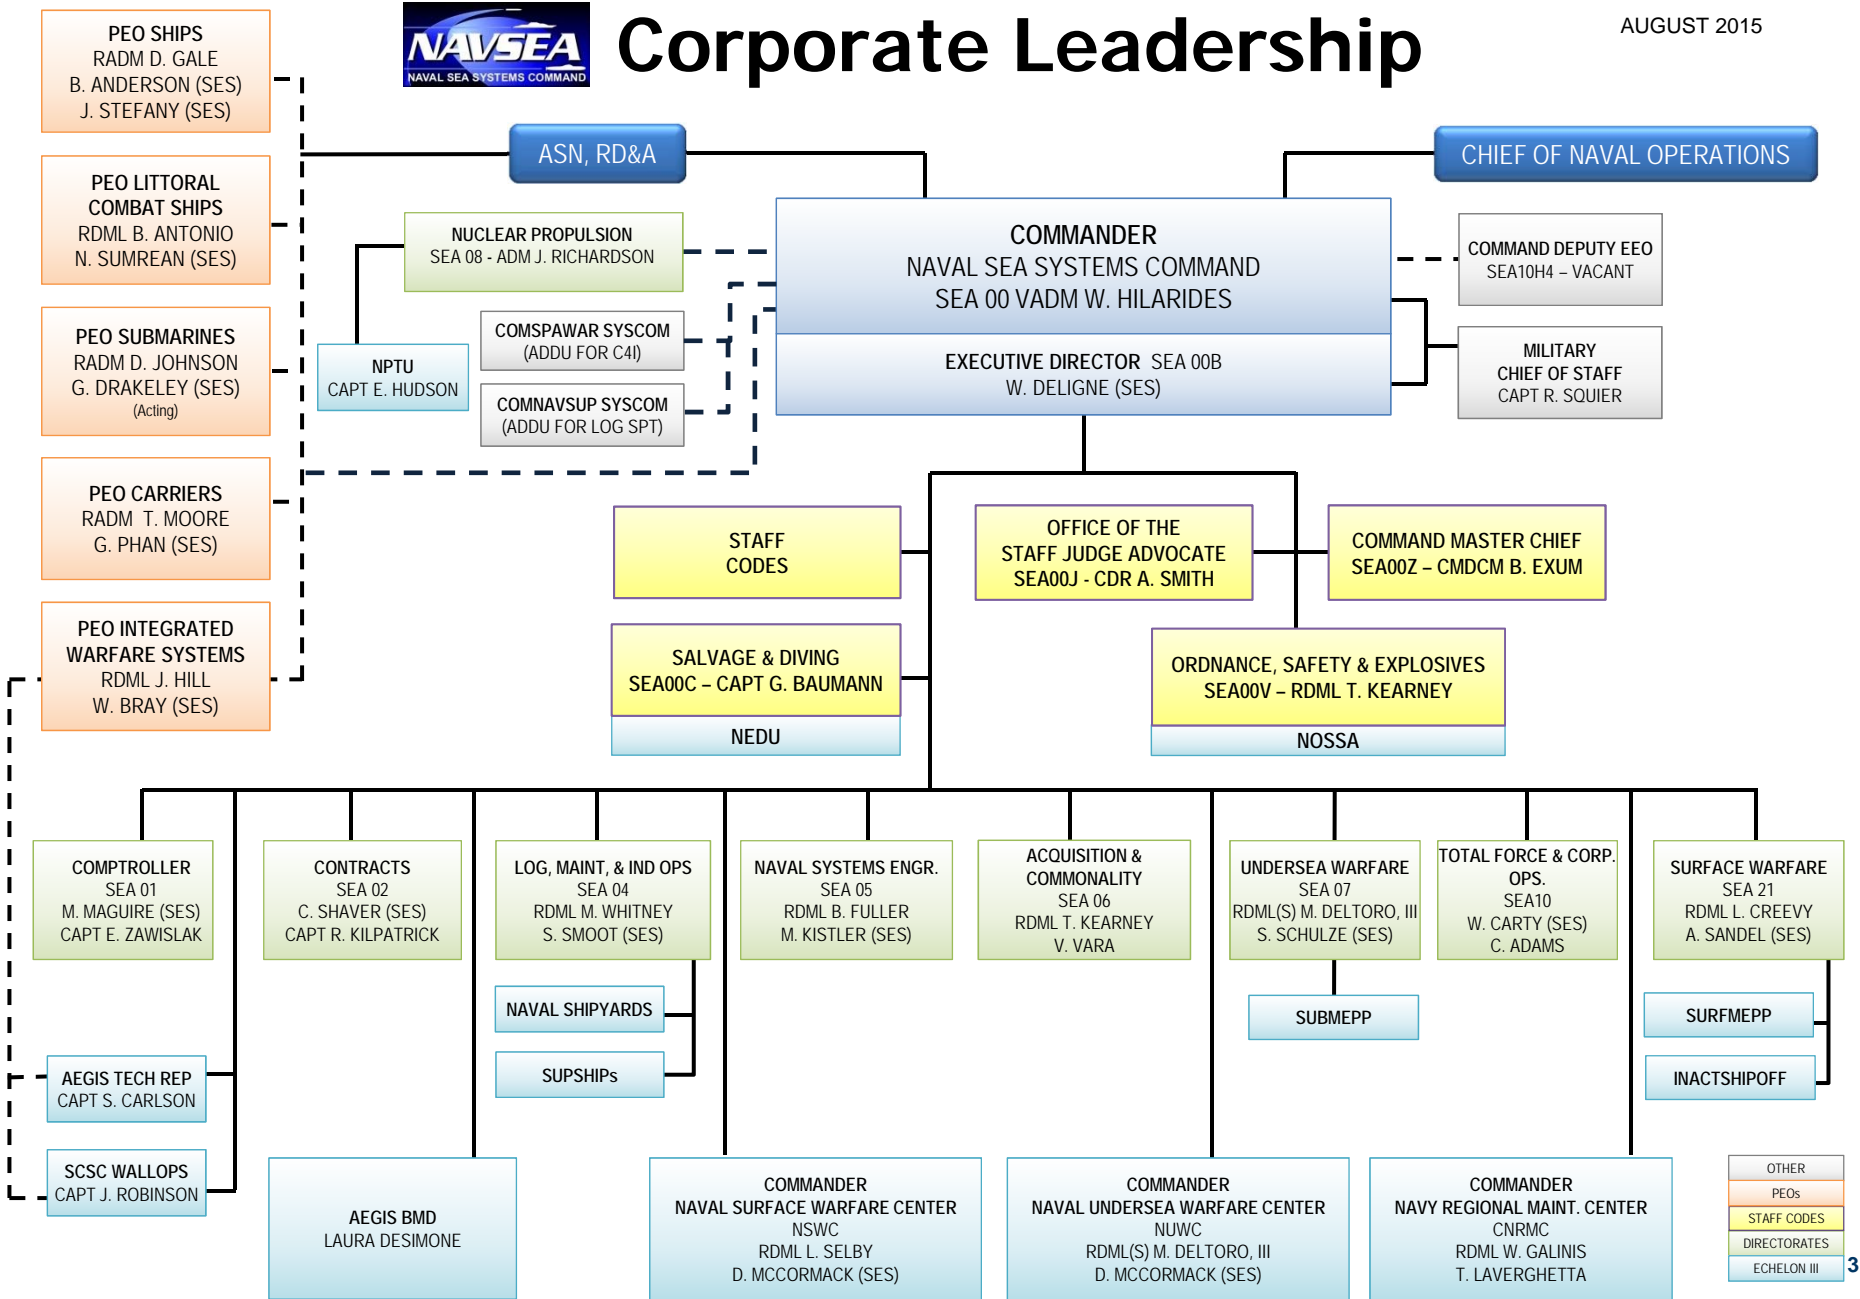 NAVSEA
NAVAL SEA SYSTEMS COMMAND
Corporate Leadership
AUGUST 2015
PEO SHIPS
RADM D. GALE
B. ANDERSON (SES)
J. STEFANY (SES)
PEO LITTORAL
COMBAT SHIPS
RDML B. ANTONIO
N. SUMREAN (SES)
PEO SUBMARINES
RADM D. JOHNSON
G. DRAKELEY (SES)
(Acting)
PEO CARRIERS
RADM T. MOORE
G. PHAN (SES)
PEO INTEGRATED
WARFARE SYSTEMS
RDML J. HILL
W. BRAY (SES)
ASN, RD&A
CHIEF OF NAVAL OPERATIONS
NUCLEAR PROPULSION
SEA 08 - ADM J. RICHARDSON
NPTU
CAPT E. HUDSON
COMSPAWAR SYSCOM
(ADDU FOR C4I)
COMNAVSUP SYSCOM
(ADDU FOR LOG SPT)
COMMANDER
NAVAL SEA SYSTEMS COMMAND
SEA 00 VADM W. HILARIDES
EXECUTIVE DIRECTOR SEA 00B
W. DELIGNE (SES)
COMMAND DEPUTY EEO
SEA10H4 – VACANT
MILITARY
CHIEF OF STAFF
CAPT R. SQUIER
STAFF
CODES
OFFICE OF THE
STAFF JUDGE ADVOCATE
SEA00J - CDR A. SMITH
COMMAND MASTER CHIEF
SEA00Z – CMDCM B. EXUM
SALVAGE & DIVING
SEA00C – CAPT G. BAUMANN
NEDU
ORDNANCE, SAFETY & EXPLOSIVES
SEA00V – RDML T. KEARNEY
NOSSA
COMPTROLLER
SEA 01
M. MAGUIRE (SES)
CAPT E. ZAWISLAK
CONTRACTS
SEA 02
C. SHAVER (SES)
CAPT R. KILPATRICK
LOG, MAINT, & IND OPS
SEA 04
RDML M. WHITNEY
S. SMOOT (SES)
NAVAL SYSTEMS ENGR.
SEA 05
RDML B. FULLER
M. KISTLER (SES)
ACQUISITION &
COMMONALITY
SEA 06
RDML T. KEARNEY
V. VARA
UNDERSEA WARFARE
SEA 07
RDML(S) M. DELTORO, III
S. SCHULZE (SES)
TOTAL FORCE & CORP.
OPS.
SEA10
W. CARTY (SES)
C. ADAMS
SURFACE WARFARE
SEA 21
RDML L. CREEVY
A. SANDEL (SES)
NAVAL SHIPYARDS
SUPSHIPs
SUBMEPP
SURFMEPP
INACTSHIPOFF
AEGIS TECH REP
CAPT S. CARLSON
SCSC WALLOPS
CAPT J. ROBINSON
AEGIS BMD
LAURA DESIMONE
COMMANDER
NAVAL SURFACE WARFARE CENTER
NSWC
RDML L. SELBY
D. MCCORMACK (SES)
COMMANDER
NAVAL UNDERSEA WARFARE CENTER
NUWC
RDML(S) M. DELTORO, III
D. MCCORMACK (SES)
COMMANDER
NAVY REGIONAL MAINT. CENTER
CNRMC
RDML W. GALINIS
T. LAVERGHETTA
OTHER
PEOs
STAFF CODES
DIRECTORATES
ECHELON III
3